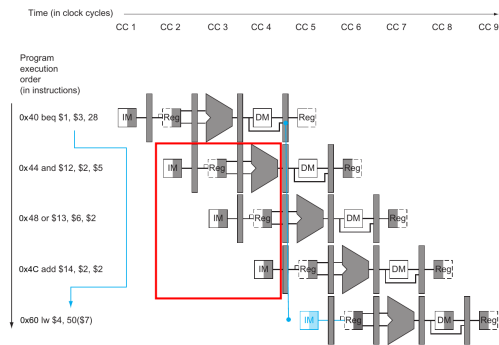 Time (in clock cycles)
CC 1 CC 2 CC 3 CC 4 CC 5 CC 6 CC 7 CC 8 CC 9
Program
execution
order
(in instructions)
0x40 beq $1, $3, 28 IM Reg DM Reg
0x44 and $12, $2, $5 IM Reg DM Reg
0x48 or $13, $6, $2 IM Reg DM Reg
0x4C add $14, $2, $2 IM Reg DM Reg
0x60 lw $4, 50($7) IM Reg DM Reg